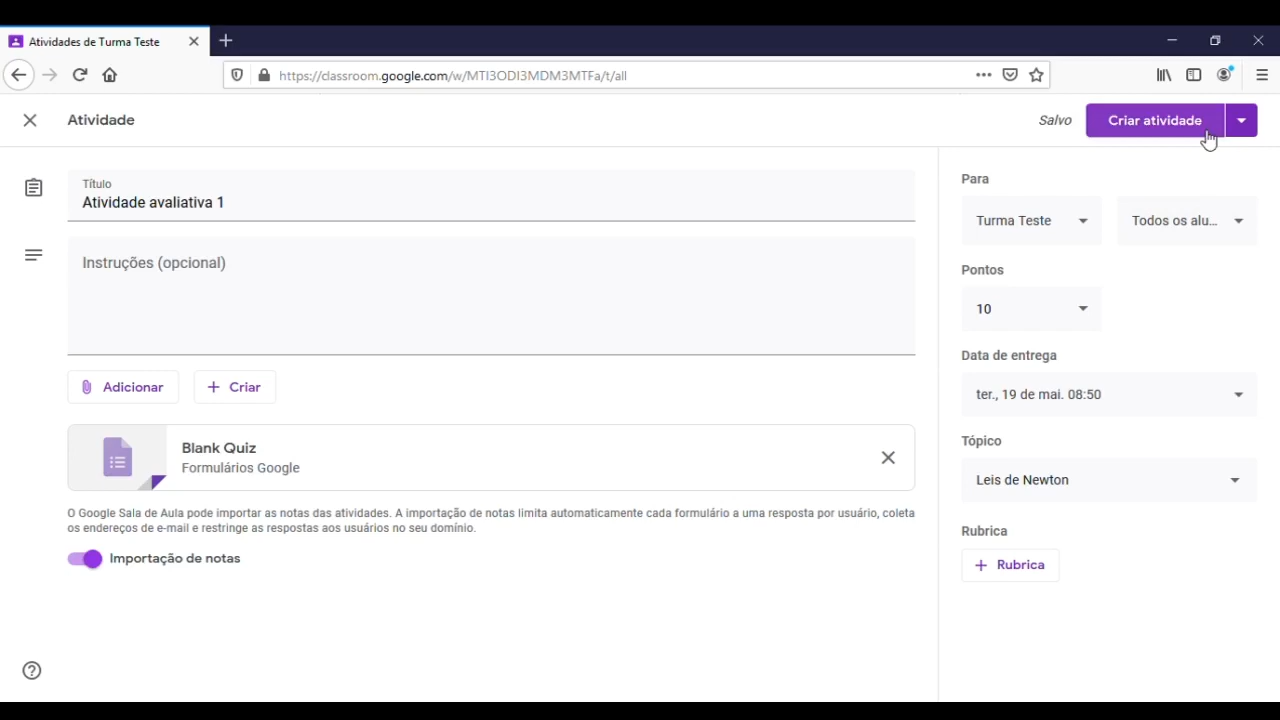 Atividades de Turma Teste
https://classroom.google.com/w/MTI3ODI3MDM3MTFa/t/all
Atividade
Salvo
Criar atividade
Título
Atividade avaliativa 1
Instruções (opcional)
Adicionar
Criar
Blank Quiz
Formulários Google
O Google Sala de Aula pode importar as notas das atividades. A importação de notas limita automaticamente cada formulário a uma resposta por usuário, coleta
os endereços de e-mail e restringe as respostas aos usuários no seu domínio.
Importação de notas
Para
Turma Teste
Todos os alu...
Pontos
10
Data de entrega
ter., 19 de mai. 08:50
Tópico
Leis de Newton
Rubrica
Rubrica